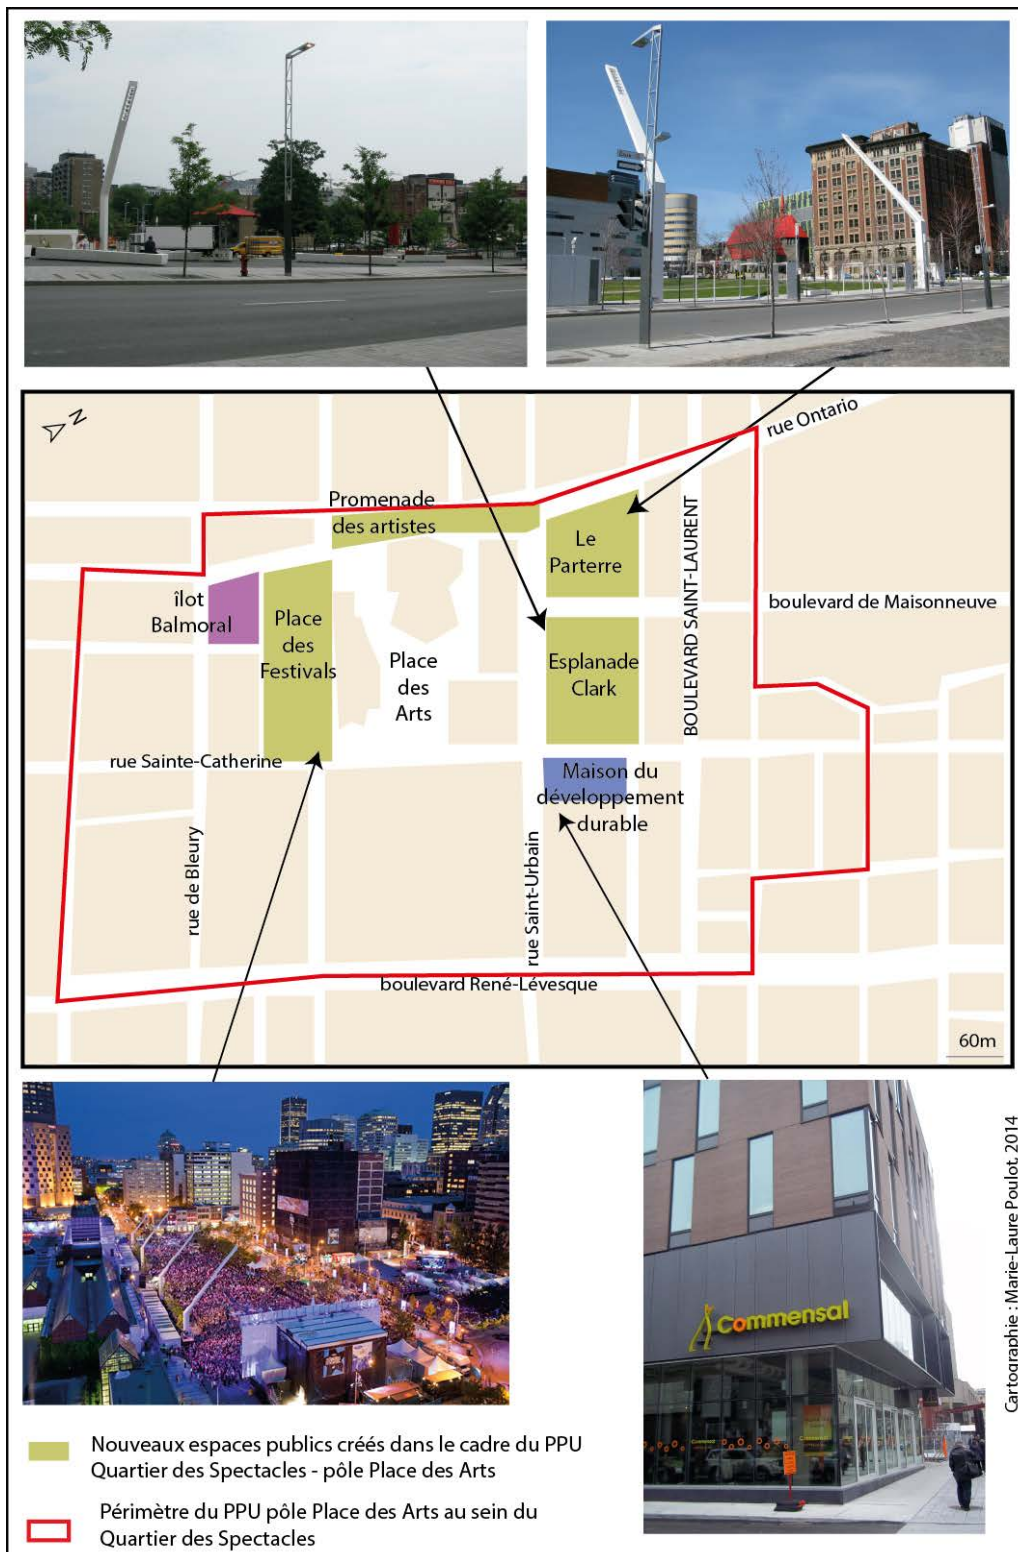 N
rue Ontario
Promenade
des artistes
Le
Parterre
BOULEVARD SAINT-LAURENT
boulevard de Maisonneuve
îlot
Balmoral
Place
des
Festivals
Place
des
Arts
Esplanade
Clark
rue Sainte-Catherine
Maison du
développement
durable
rue de Bleury
rue Saint-Urbain
boulevard René-Lévesque
60m
Commensal
Commensal
Cartographie : Marie-Laure Poulot, 2014
Nouveaux espaces publics créés dans le cadre du PPU
Quartier des Spectacles - pôle Place des Arts
Périmètre du PPU pôle Place des Arts au sein du
Quartier des Spectacles